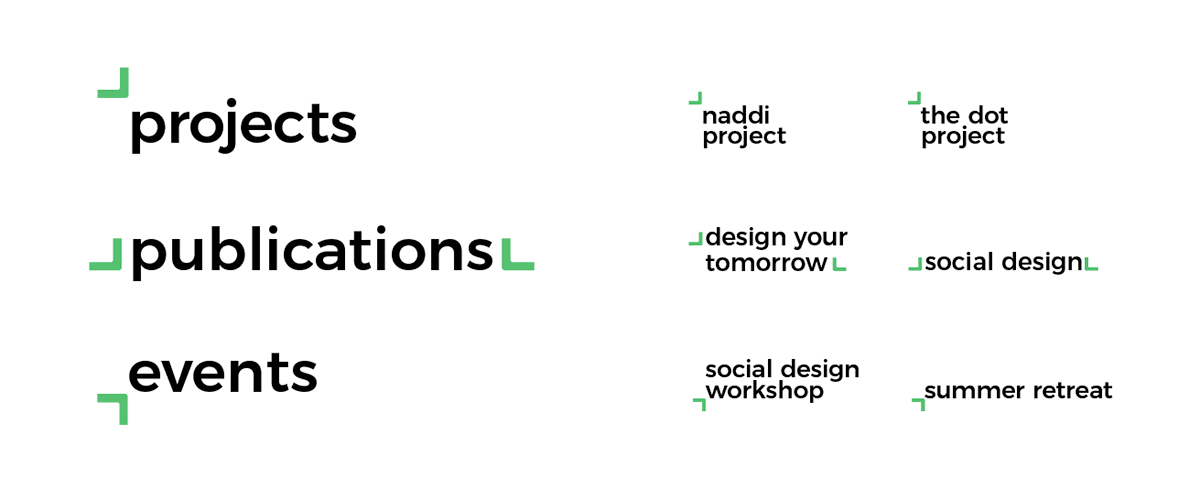 projects
naddi
project
the dot
project
publications
design your
tomorrow
social design
events
social design
workshop
summer retreat